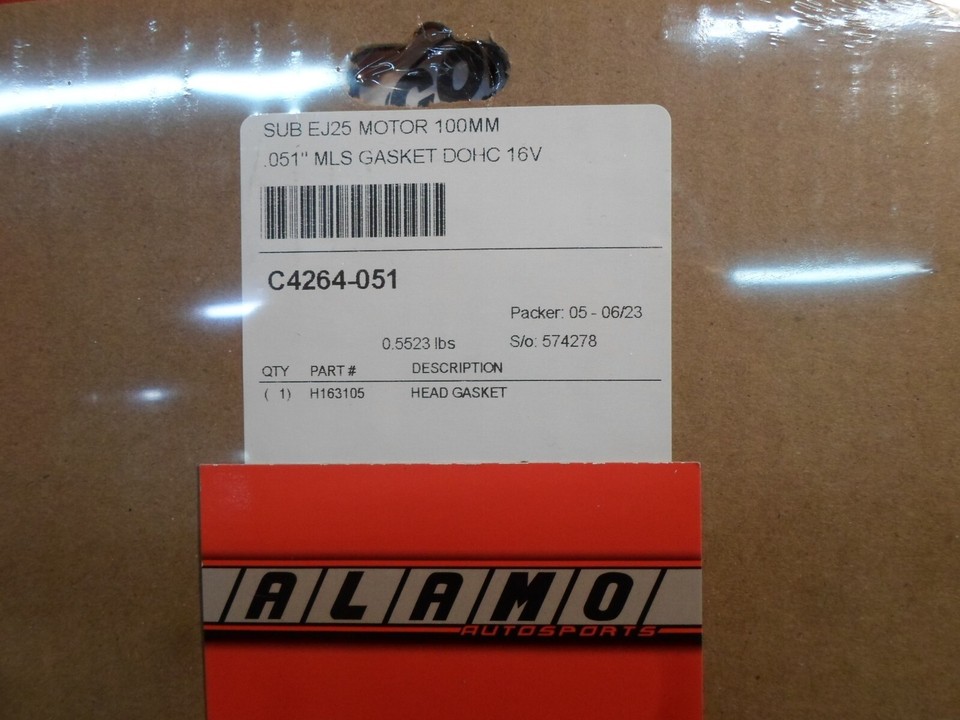 SUB EJ25 MOTOR 100MM
.051" MLS GASKET DOHC 16V
C4264-051
Packer: 05 - 06/23
0.5523 lbs S/o: 574278
QTY PART # DESCRIPTION
( 1) H163105 HEAD GASKET
ALAMO
AUTOSPORTS